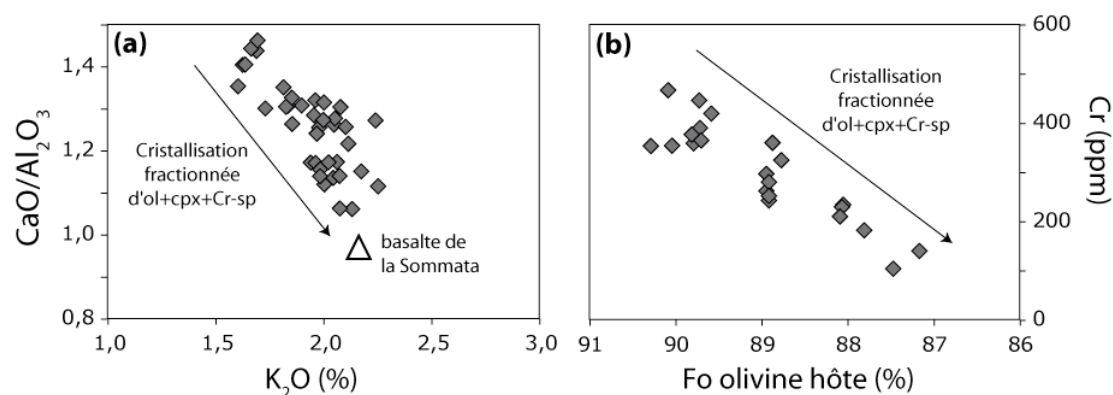 (a)
CaO/Al2O3
1,4
1,2
1,0
0,8
Cristallisation
fractionnée
d'ol+cpx+Cr-sp
basalte de
la Sommata
1,0
1,5
2,0
2,5
3,0
K2O (%)
(b)
Cristallisation
fractionnée
d'ol+cpx+Cr-sp
600
400
200
0
Cr (ppm)
91
90
89
88
87
86
Fo olivine hôte (%)